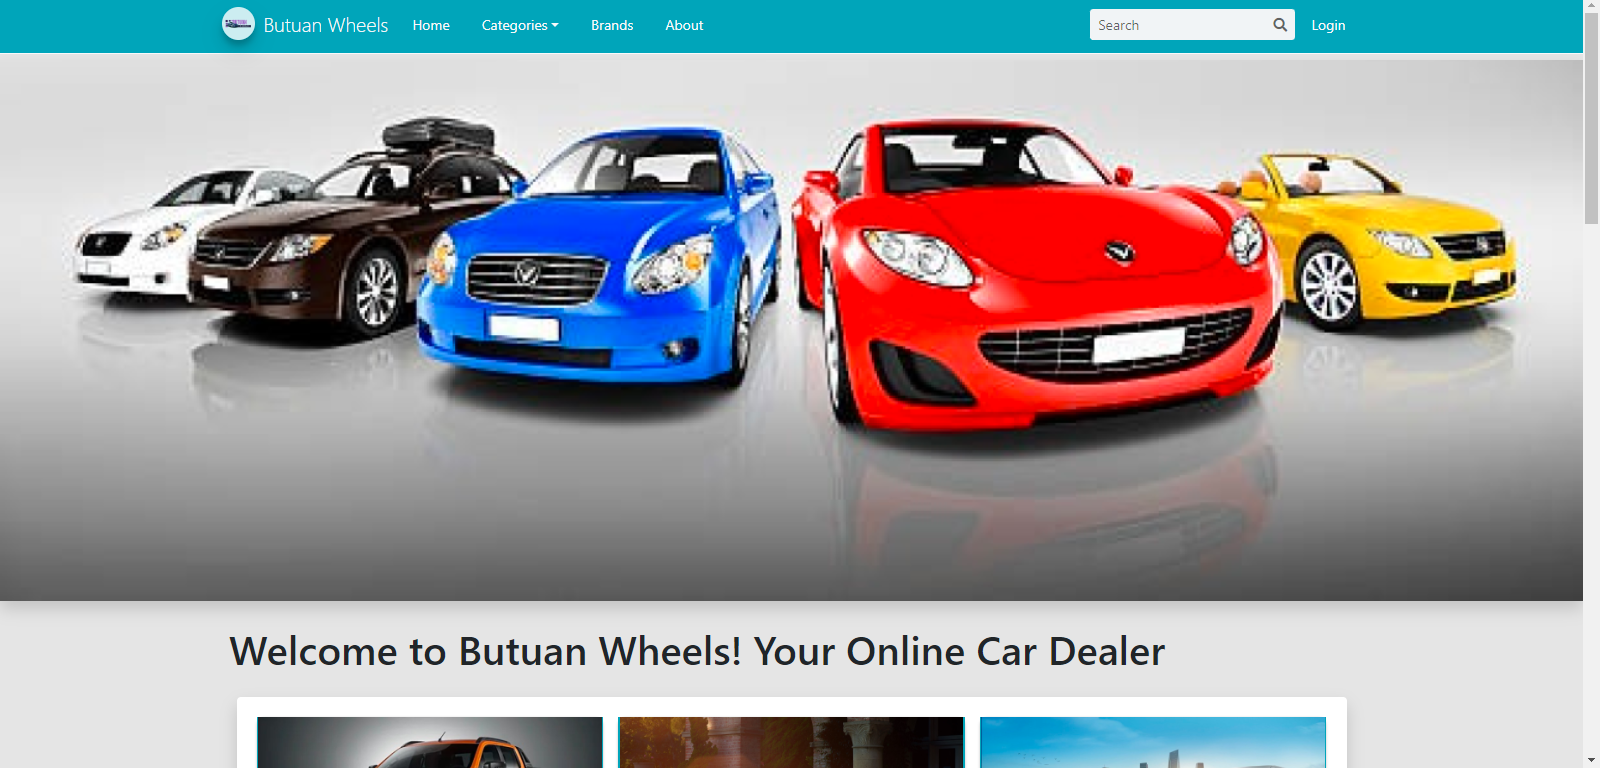 Butuan Wheels Home Categories Brands About Search Login
Welcome to Butuan Wheels! Your Online Car Dealer